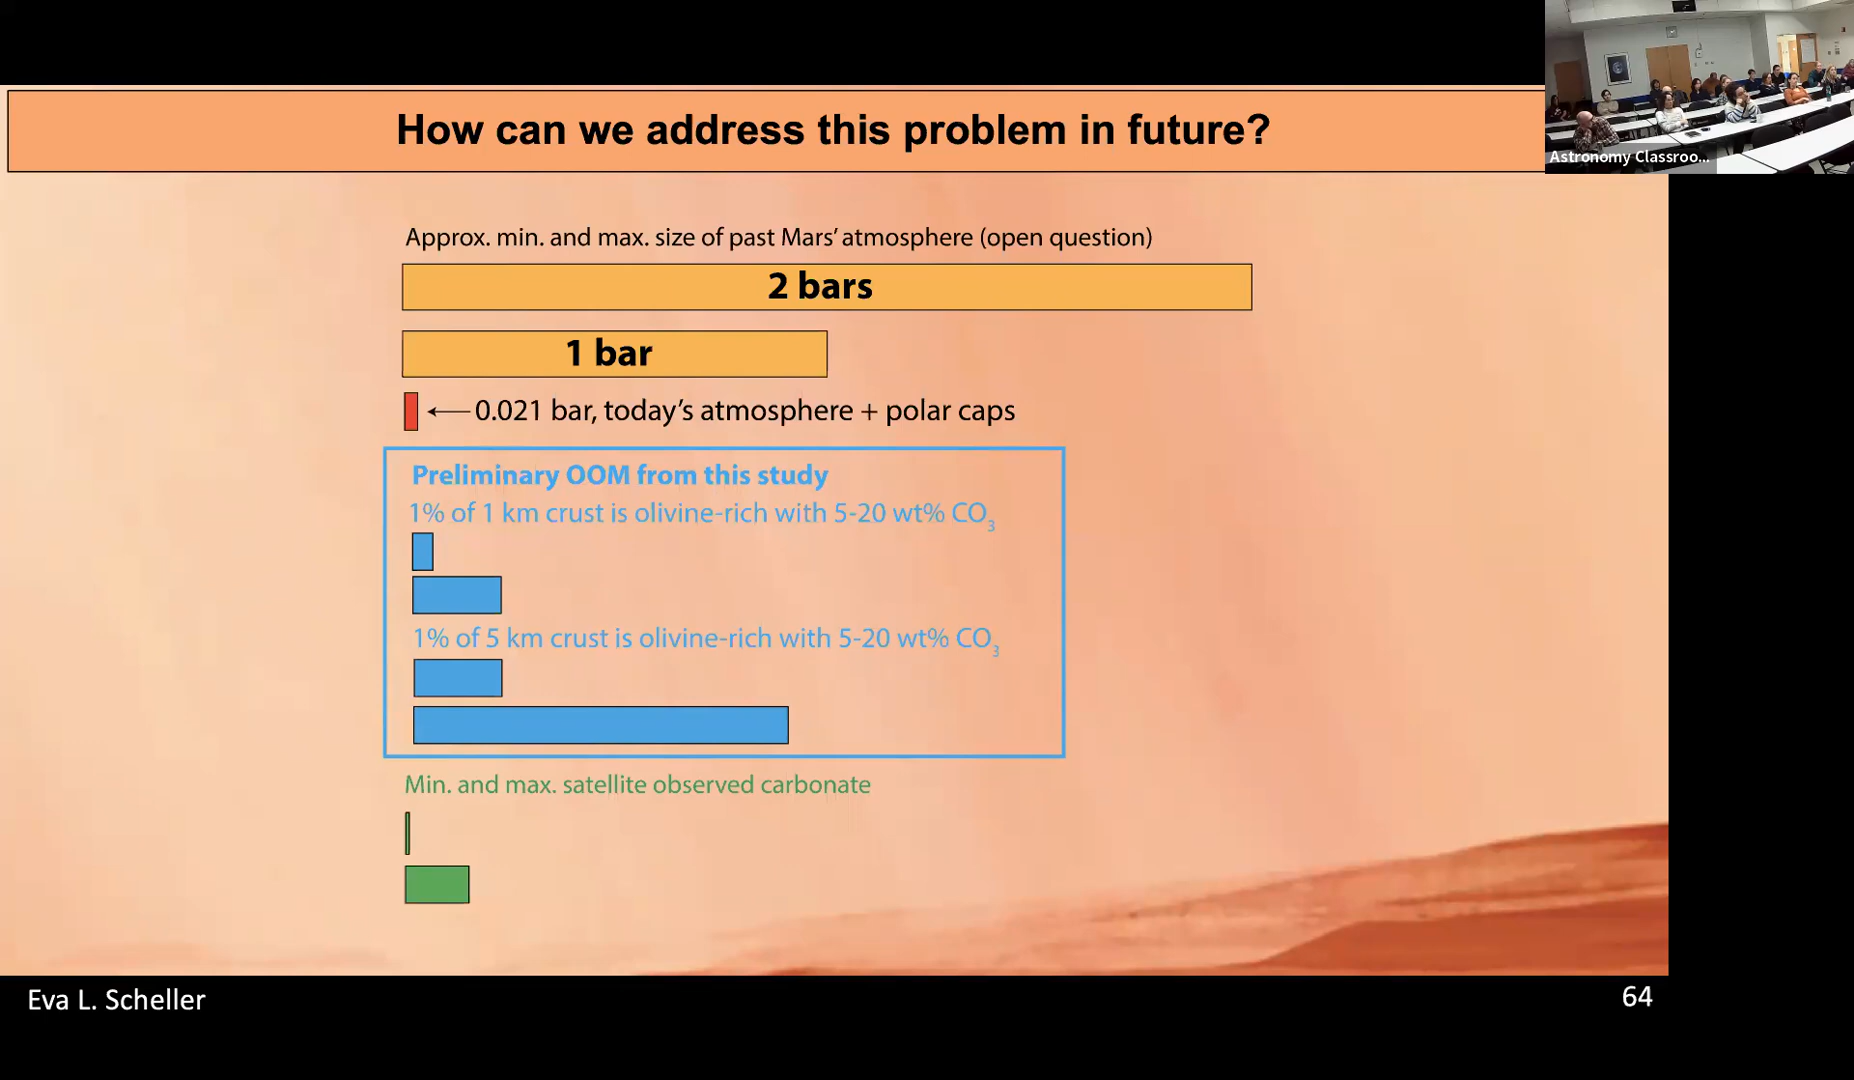 How can we address this problem in future?
Astronomy Classroo...
Approx. min. and max. size of past Mars' atmosphere (open question)
2 bars
1 bar
0.021 bar, today's atmosphere + polar caps
Preliminary OOM from this study
1% of 1 km crust is olivine-rich with 5-20 wt% CO₃
1% of 5 km crust is olivine-rich with 5-20 wt% CO₃
Min. and max. satellite observed carbonate
Eva L. Scheller
64